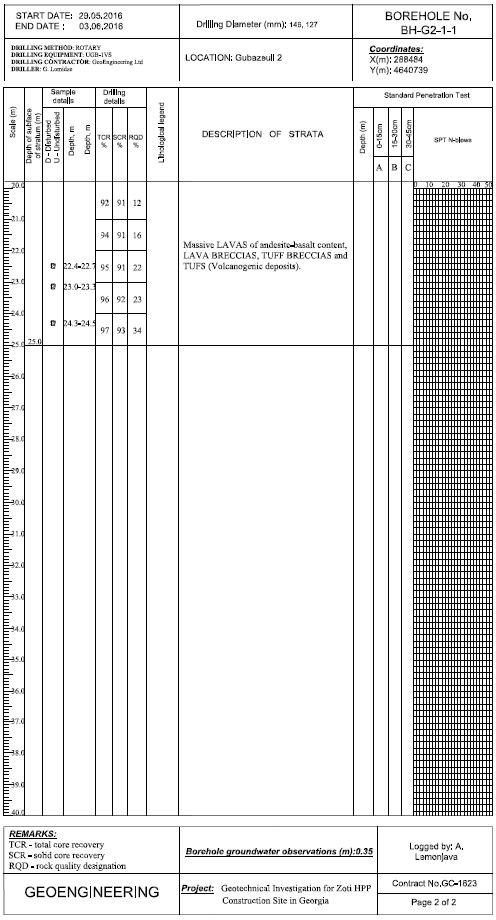 START DATE: 29.05.2016
END DATE: 03.06.2016
Drilling Diameter (mm): 146, 127
BOREHOLE No,
BH-G2-1-1
DRILLING METHOD: ROTARY
DRILLING EQUIPMENT: UGB-1VS
DRILLING CONTRACTOR: GeoEngineering Ltd
DRILLER: G. Lomidze
LOCATION: Gubazeuli 2
Coordinates:
X(m): 288484
Y(m): 4640739
Scale (m)
Depth of subface of stratum (m)
Sample details
D - Disturbed
U - Undisturbed
Depth, m
Depth, m
Drilling details
TCR %
SCR %
RQD %
Lithological legend
DESCRIPTION OF STRATA
Standard Penetration Test
Depth (m)
0-15cm
15-30cm
30-45cm
A B C
SPT N-blows
0 10 20 30 40 50
20.0
92 91 12
21.0
94 91 16
Massive LAVAS of andesite-basalt content,
LAVA BRECCIAS, TUFF BRECCIAS and
TUFS (Volcanogenic deposits).
22.0
22.4-22.7 95 91 22
23.0
23.0-23.3
96 92 23
24.0
24.3-24.5
97 93 34
25.0 25.0
26.0
27.0
28.0
29.0
30.0
31.0
32.0
33.0
34.0
35.0
36.0
37.0
38.0
39.0
40.0
REMARKS:
TCR - total core recovery
SCR - solid core recovery
RQD - rock quality designation
Borehole groundwater observations (m):0.35
Logged by: A.
Lemonjava
GEOENGINEERING
Project: Geotechnical Investigation for Zoti HPP
Construction Site in Georgia
Contract No.GC-1623
Page 2 of 2